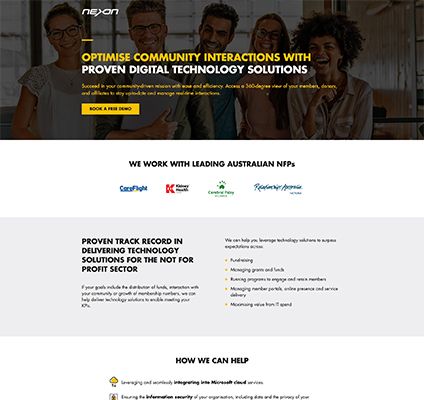 nexon
OPTIMISE COMMUNITY INTERACTIONS WITH
PROVEN DIGITAL TECHNOLOGY SOLUTIONS
Succeed in your community-driven mission with ease and efficiency. Access a 360-degree view of your members, donors,
and affiliates to stay up-to-date and manage real-time interactions.
BOOK A FREE DEMO
WE WORK WITH LEADING AUSTRALIAN NFPs
CareFlight
Kidney
Health
Cerebral Palsy
ALLIANCE
Relationships Australia
VICTORIA
PROVEN TRACK RECORD IN
DELIVERING TECHNOLOGY
SOLUTIONS FOR THE NOT FOR
PROFIT SECTOR
If your goals include the distribution of funds, interaction with
your community or growth of membership numbers, we can
help deliver technology solutions to enable meeting your
KPIs.
We can help you leverage technology solutions to surpass
expectations across:
Fundraising
Managing grants and funds
Running programs to engage and retain members
Managing member portals, online presence and service
delivery
Maximising value from IT spend
HOW WE CAN HELP
Leveraging and seamlessly integrating into Microsoft cloud services
Ensuring the information security of your organisation, including data and the privacy of your